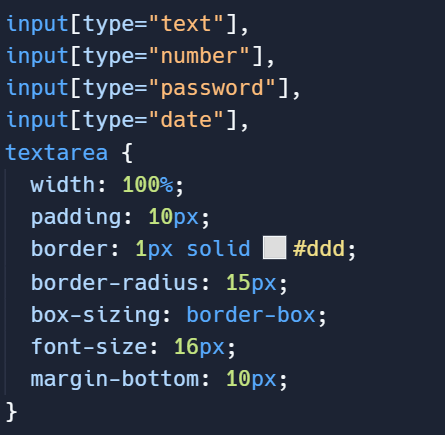 input[type="text"],
input[type="number"],
input[type="password"],
input[type="date"],
textarea {
  width: 100%;
  padding: 10px;
  border: 1px solid #ddd;
  border-radius: 15px;
  box-sizing: border-box;
  font-size: 16px;
  margin-bottom: 10px;
}